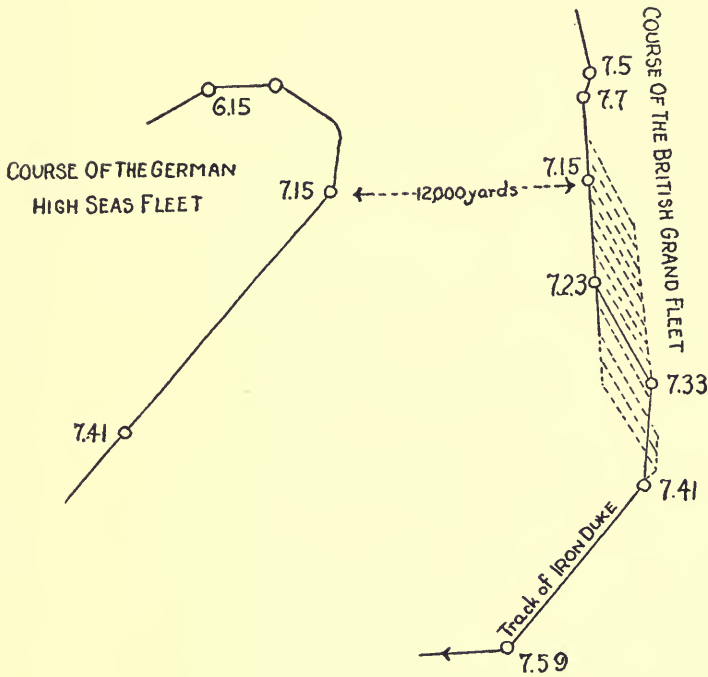 7.5
7.7
6.15
COURSE OF THE GERMAN
HIGH SEAS FLEET
7.15
12,000 yards
7.15
COURSE OF THE BRITISH GRAND FLEET
7.23
7.33
7.41
7.41
Track of IRON DUKE
7.59